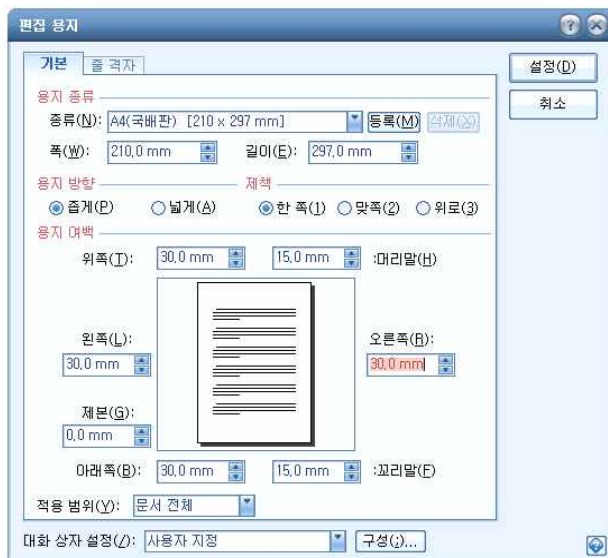 편집 용지
기본 줄 격자
설정(D)
취소
용지 종류
종류(N): A4(국배판) [210 x 297 mm] 등록(M) 삭제(X)
폭(W): 210,0 mm 길이(E): 297,0 mm
용지 방향 제책
좁게(P) 넓게(A) 한 쪽(1) 맞쪽(2) 위로(3)
용지 여백
위쪽(T): 30,0 mm 15,0 mm :머리말(H)
왼쪽(L): 오른쪽(R):
30,0 mm 30,0 mm
제본(G):
0,0 mm
아래쪽(B): 30,0 mm 15,0 mm :꼬리말(F)
적용 범위(Y): 문서 전체
대화 상자 설정(/): 사용자 지정 구성(;)...